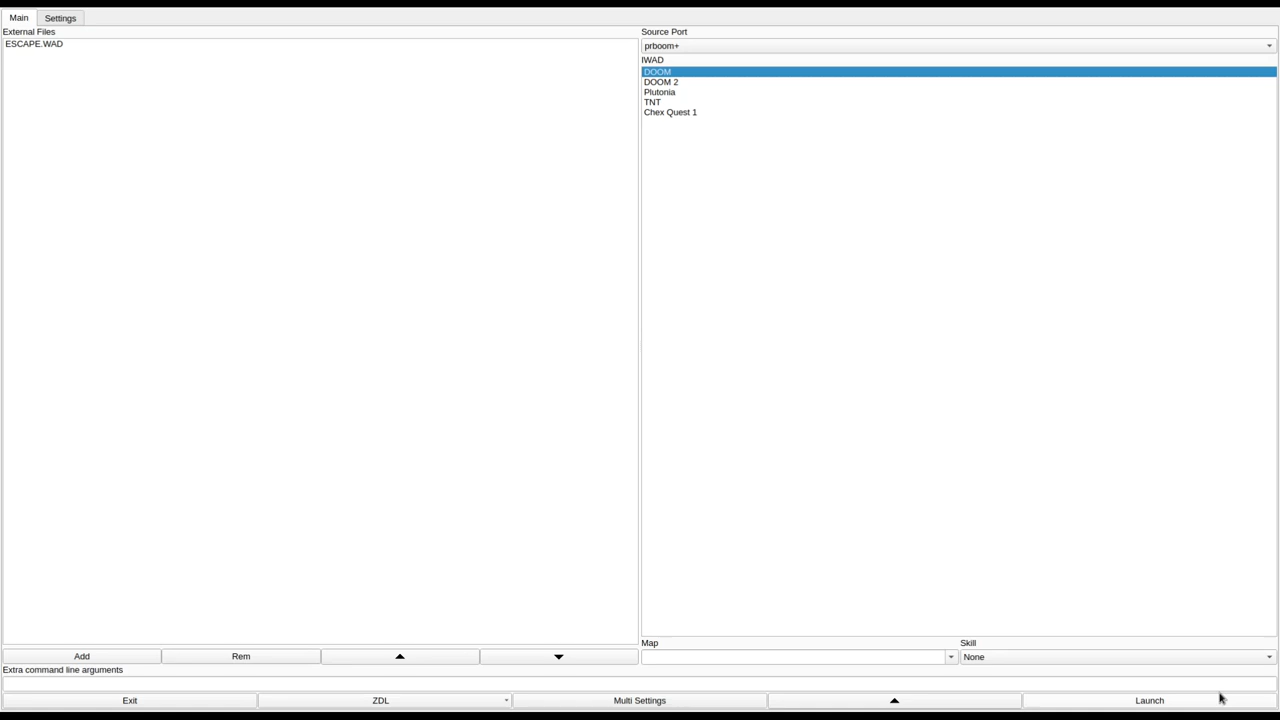 Main Settings
External Files
ESCAPE.WAD
Source Port
prboom+
IWAD
DOOM
DOOM 2
Plutonia
TNT
Chex Quest 1
Add Rem
Map Skill
None
Extra command line arguments
Exit ZDL Multi Settings Launch